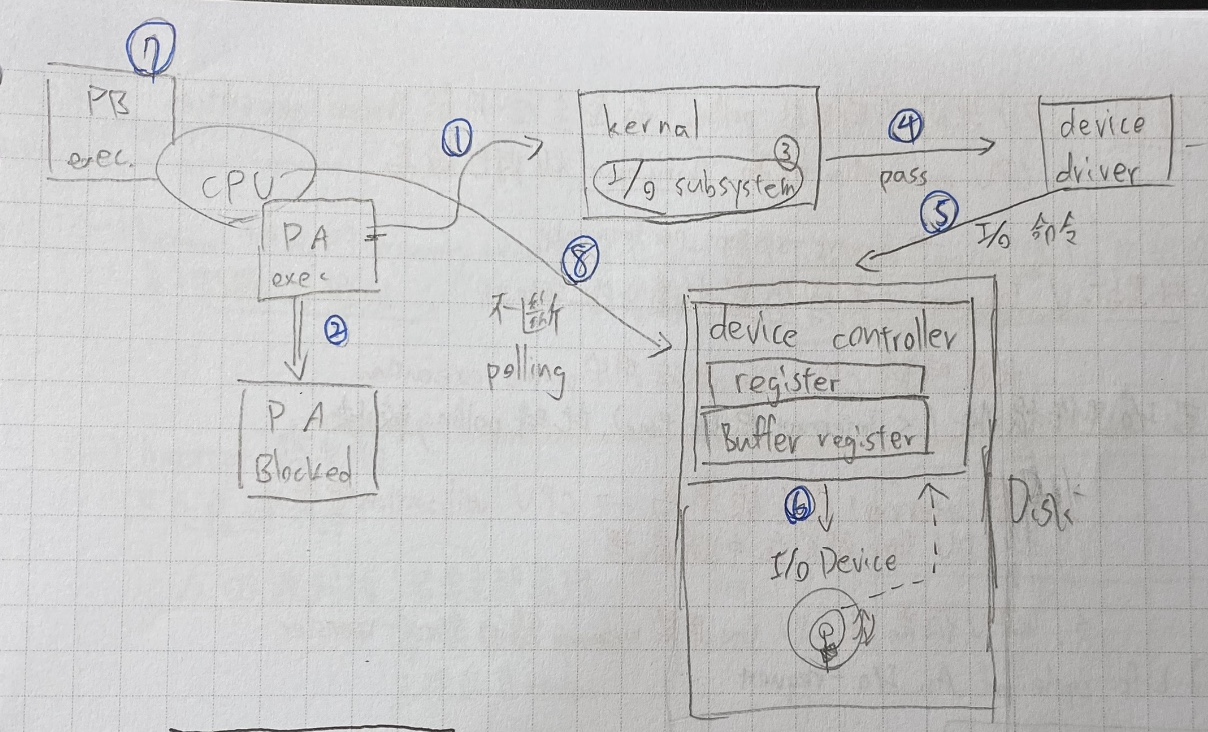 ⑦
PB
exec.
CPU
PA
exec
①
②
PA
Blocked
kernal
③
I/O subsystem
④
pass
device
driver
⑤
I/O 命令
⑧
不斷
polling
device controller
register
Buffer register
⑥
I/O Device
Disk